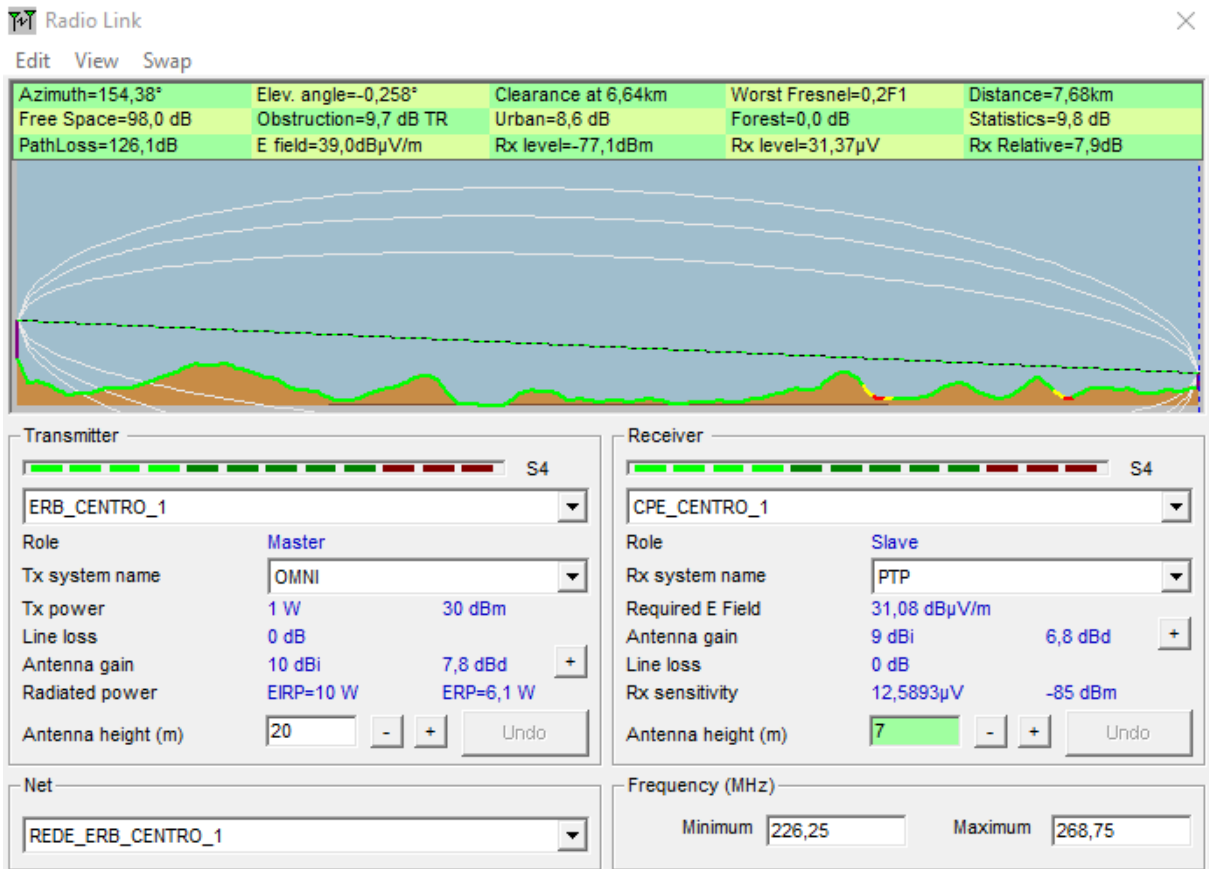 Radio Link
Edit View Swap
Azimuth=154,38° Elev. angle=-0,258° Clearance at 6,64km Worst Fresnel=0,2F1 Distance=7,68km
Free Space=98,0 dB Obstruction=9,7 dB TR Urban=8,6 dB Forest=0,0 dB Statistics=9,8 dB
PathLoss=126,1dB E field=39,0dBµV/m Rx level=-77,1dBm Rx level=31,37µV Rx Relative=7,9dB
Transmitter
S4
ERB_CENTRO_1
Role Master
Tx system name OMNI
Tx power 1 W 30 dBm
Line loss 0 dB
Antenna gain 10 dBi 7,8 dBd +
Radiated power EIRP=10 W ERP=6,1 W
Antenna height (m) 20 - + Undo
Receiver
S4
CPE_CENTRO_1
Role Slave
Rx system name PTP
Required E Field 31,08 dBµV/m
Antenna gain 9 dBi 6,8 dBd +
Line loss 0 dB
Rx sensitivity 12,5893µV -85 dBm
Antenna height (m) 7 - + Undo
Net
REDE_ERB_CENTRO_1
Frequency (MHz)
Minimum 226,25 Maximum 268,75